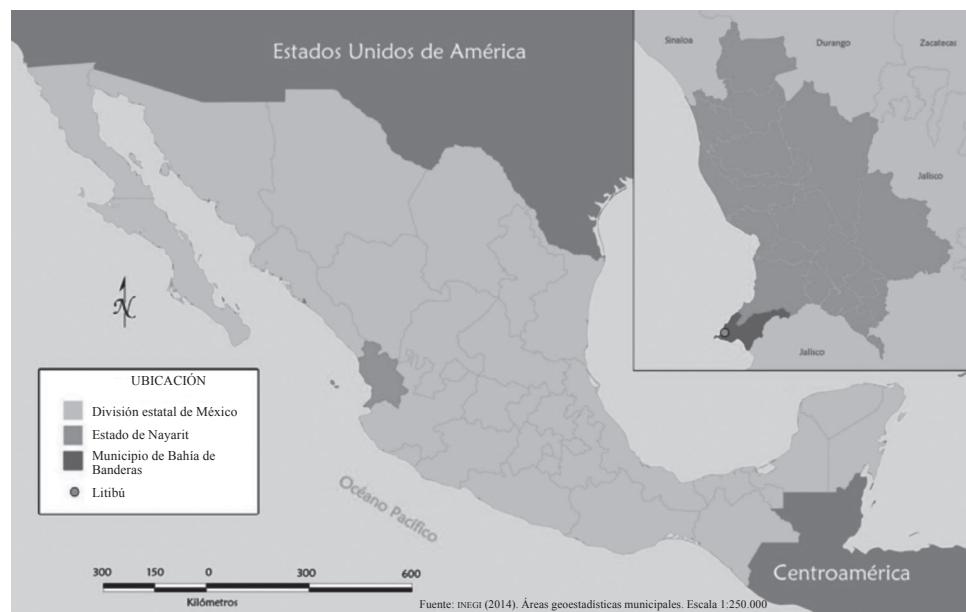 Estados Unidos de América
Sinaloa
Durango
Zacatecas
Jalisco
Jalisco
N
UBICACIÓN
División estatal de México
Estado de Nayarit
Municipio de Bahía de
Banderas
Litibú
Océano Pacífico
Centroamérica
300 150 0 300 600
Kilómetros
Fuente: INEGI (2014). Áreas geoestadísticas municipales. Escala 1:250.000